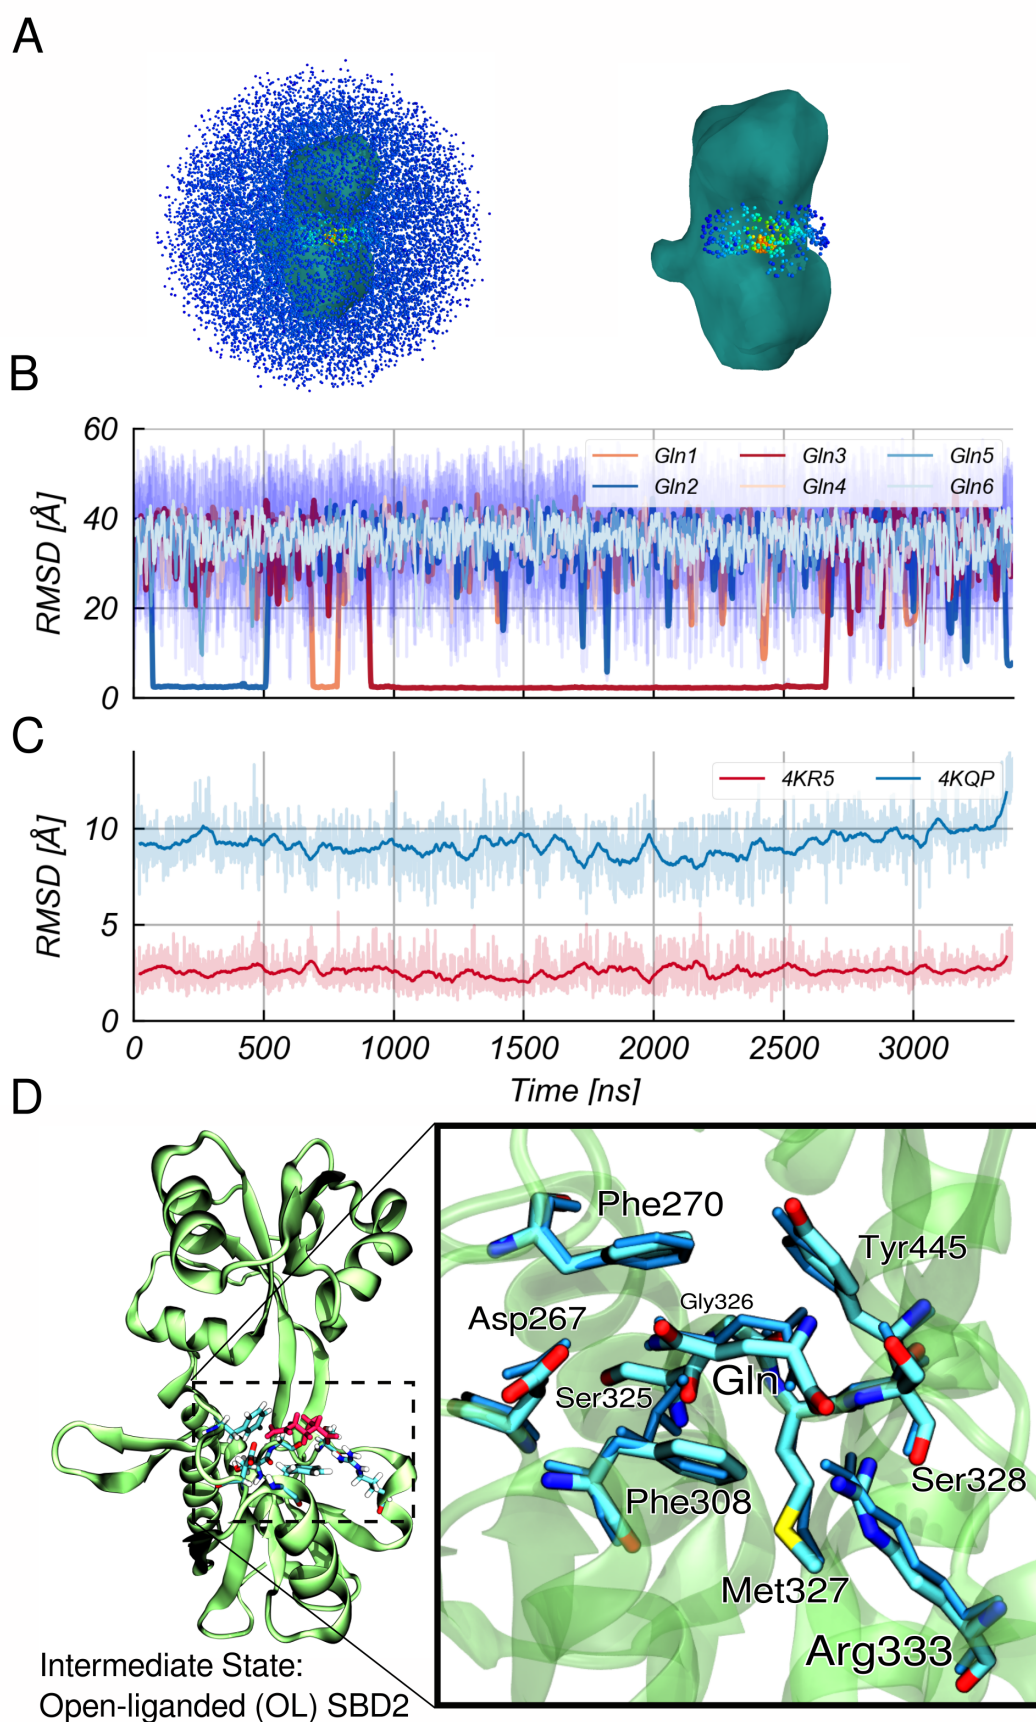 A
B
60
40
20
0
RMSD [Å]
Gln1 Gln3 Gln5
Gln2 Gln4 Gln6
C
10
5
0
RMSD [Å]
4KR5 4KQP
0 500 1000 1500 2000 2500 3000
Time [ns]
D
Phe270
Tyr445
Gly326
Asp267
Gln
Ser325
Ser328
Phe308
Met327
Arg333
Intermediate State:
Open-liganded (OL) SBD2